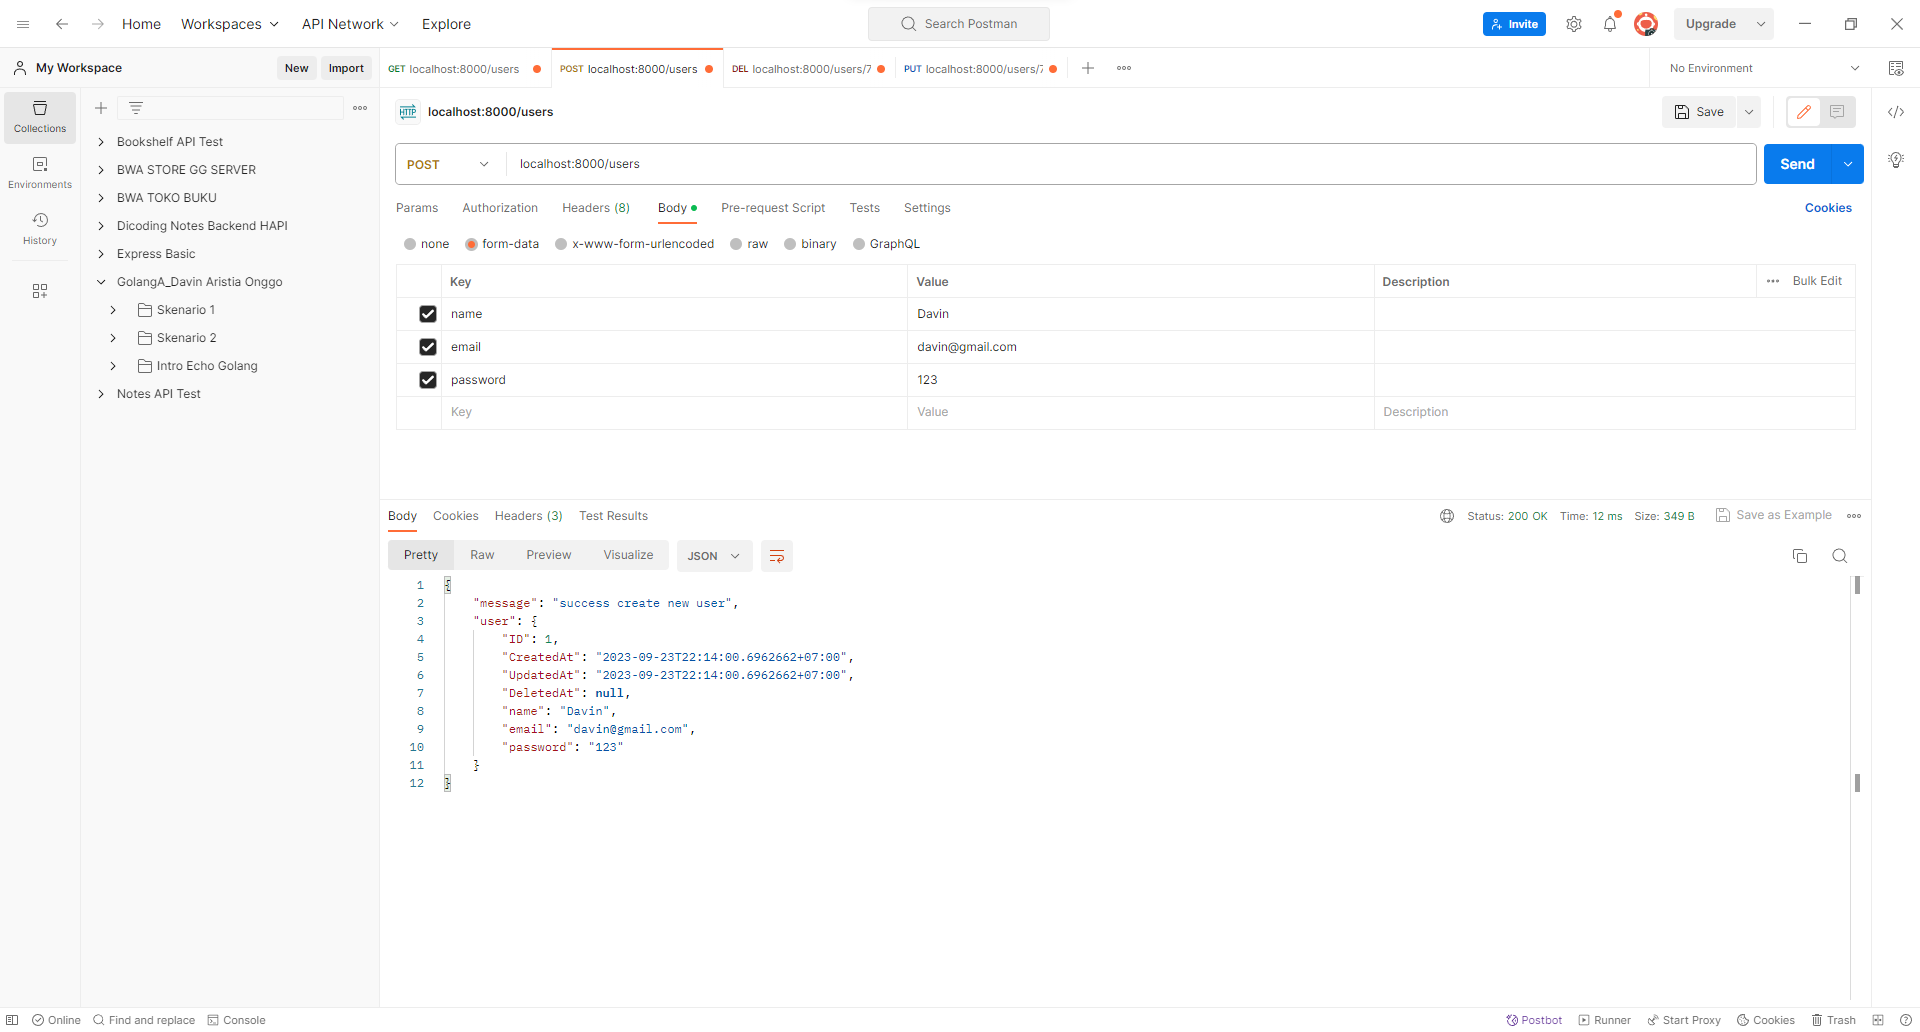 Home Workspaces API Network Explore Search Postman Invite Upgrade
My Workspace New Import GET localhost:8000/users POST localhost:8000/users DEL localhost:8000/users/7 PUT localhost:8000/users/7 No Environment
Collections
Environments
History
Bookshelf API Test
BWA STORE GG SERVER
BWA TOKO BUKU
Dicoding Notes Backend HAPI
Express Basic
GolangA_Davin Aristia Onggo
Skenario 1
Skenario 2
Intro Echo Golang
Notes API Test
HTTP localhost:8000/users Save
POST localhost:8000/users Send
Params Authorization Headers (8) Body Pre-request Script Tests Settings Cookies
none form-data x-www-form-urlencoded raw binary GraphQL
Key Value Description Bulk Edit
name Davin
email davin@gmail.com
password 123
Key Value Description
Body Cookies Headers (3) Test Results Status: 200 OK Time: 12 ms Size: 349 B Save as Example
Pretty Raw Preview Visualize JSON
1 {
2 "message": "success create new user",
3 "user": {
4 "ID": 1,
5 "CreatedAt": "2023-09-23T22:14:00.6962662+07:00",
6 "UpdatedAt": "2023-09-23T22:14:00.6962662+07:00",
7 "DeletedAt": null,
8 "name": "Davin",
9 "email": "davin@gmail.com",
10 "password": "123"
11 }
12 }
Online Find and replace Console Postbot Runner Start Proxy Cookies Trash